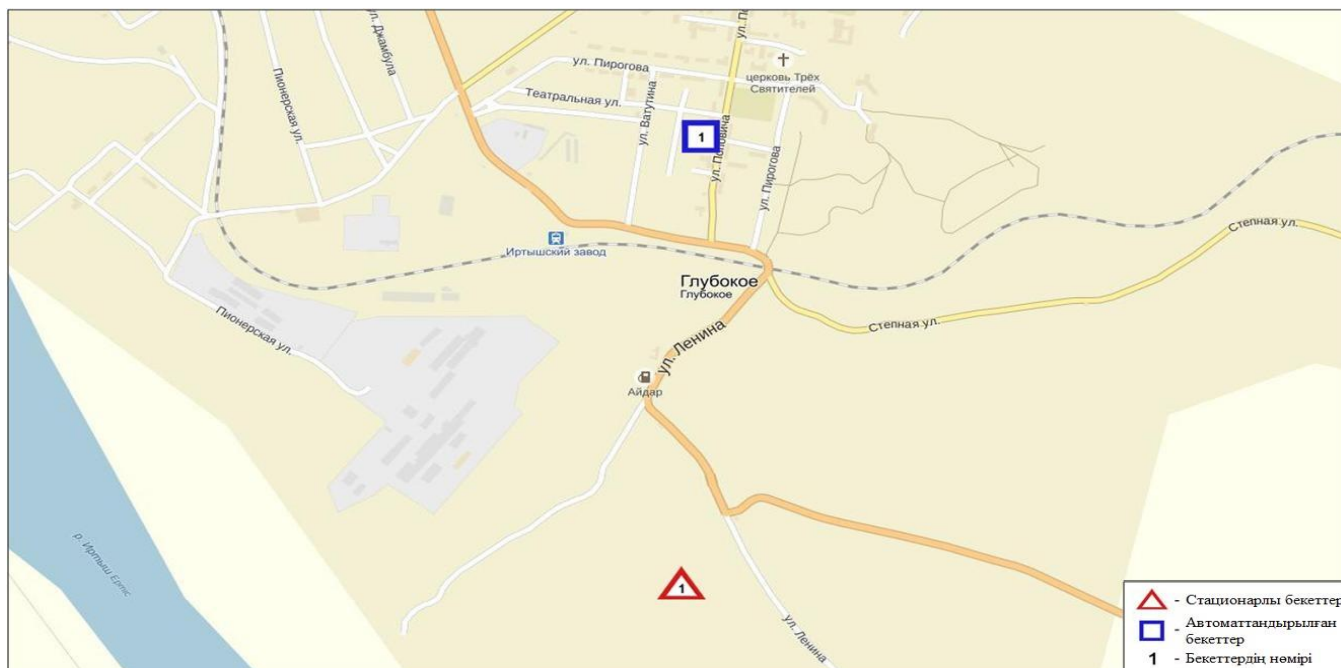 ул. Джамбула
Пионерская ул.
ул. Пирогова
Театральная ул.
ул. Ватутина
церковь Трёх
Святителей
1
ул. Поповича
ул. Пирогова
Степная ул.
Иртышский завод
Глубокое
Глубокое
Степная ул.
Пионерская ул.
ул. Ленина
Айдар
р. Иртыш Ертіс
1
ул. Ленина
- Стационарлы бекеттер
- Автоматтандырылған
бекеттер
1 - Бекеттердің нөмірі